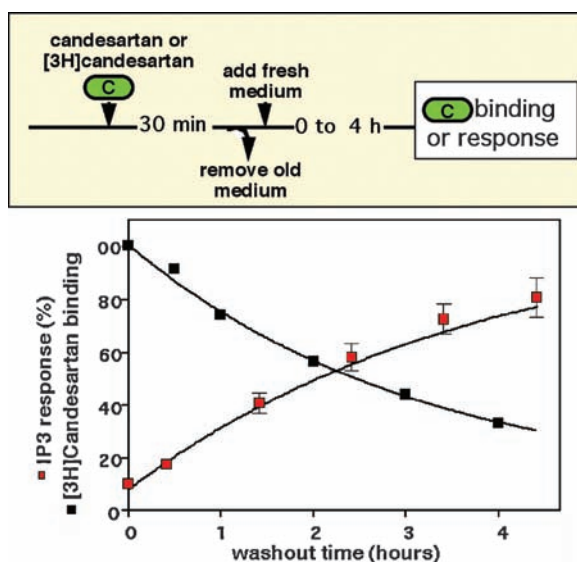 candesartan or
[3H]candesartan
C
add fresh
medium
30 min
0 to 4 h
remove old
medium
C binding
or response
IP3 response (%)
[3H]Candesartan binding
00
80
60
40
20
0
0 1 2 3 4
washout time (hours)